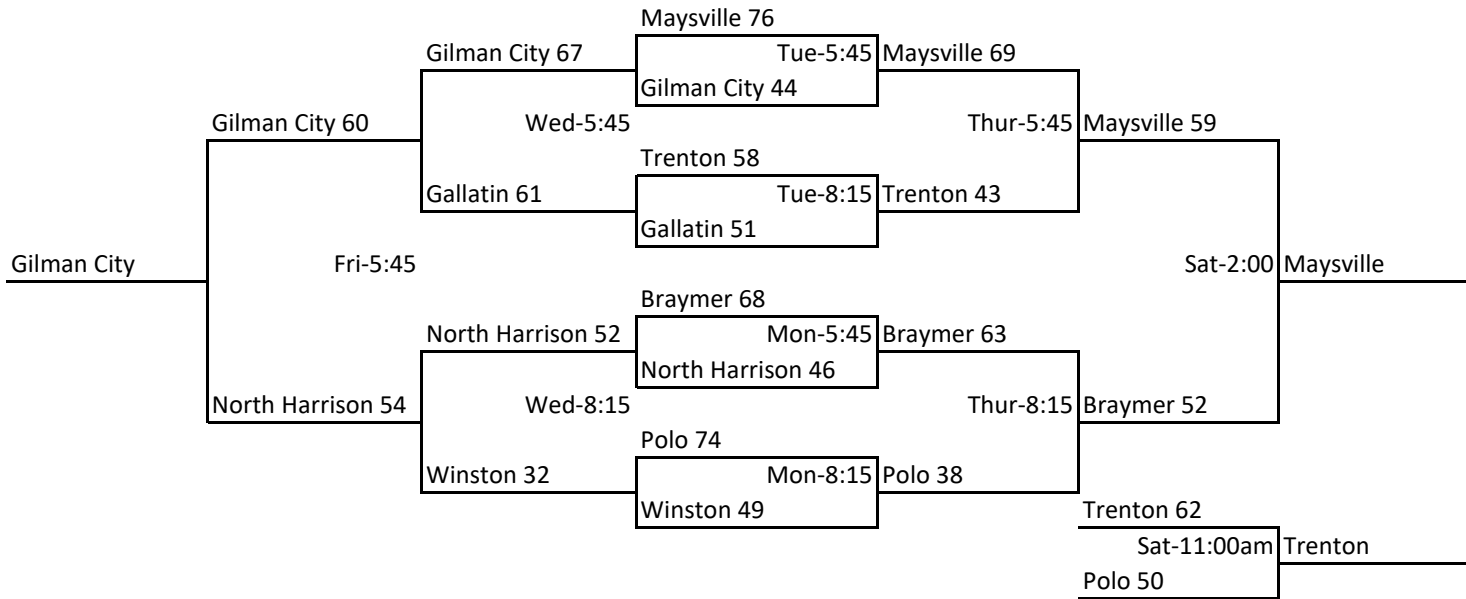 Maysville 76
Gilman City 67
Tue-5:45 Maysville 69
Gilman City 44
Gilman City 60
Wed-5:45
Thur-5:45 Maysville 59
Trenton 58
Gallatin 61
Tue-8:15 Trenton 43
Gallatin 51
Gilman City
Fri-5:45
Sat-2:00 Maysville
Braymer 68
North Harrison 52
Mon-5:45 Braymer 63
North Harrison 46
North Harrison 54
Wed-8:15
Thur-8:15 Braymer 52
Polo 74
Winston 32
Mon-8:15 Polo 38
Winston 49
Trenton 62
Sat-11:00am Trenton
Polo 50